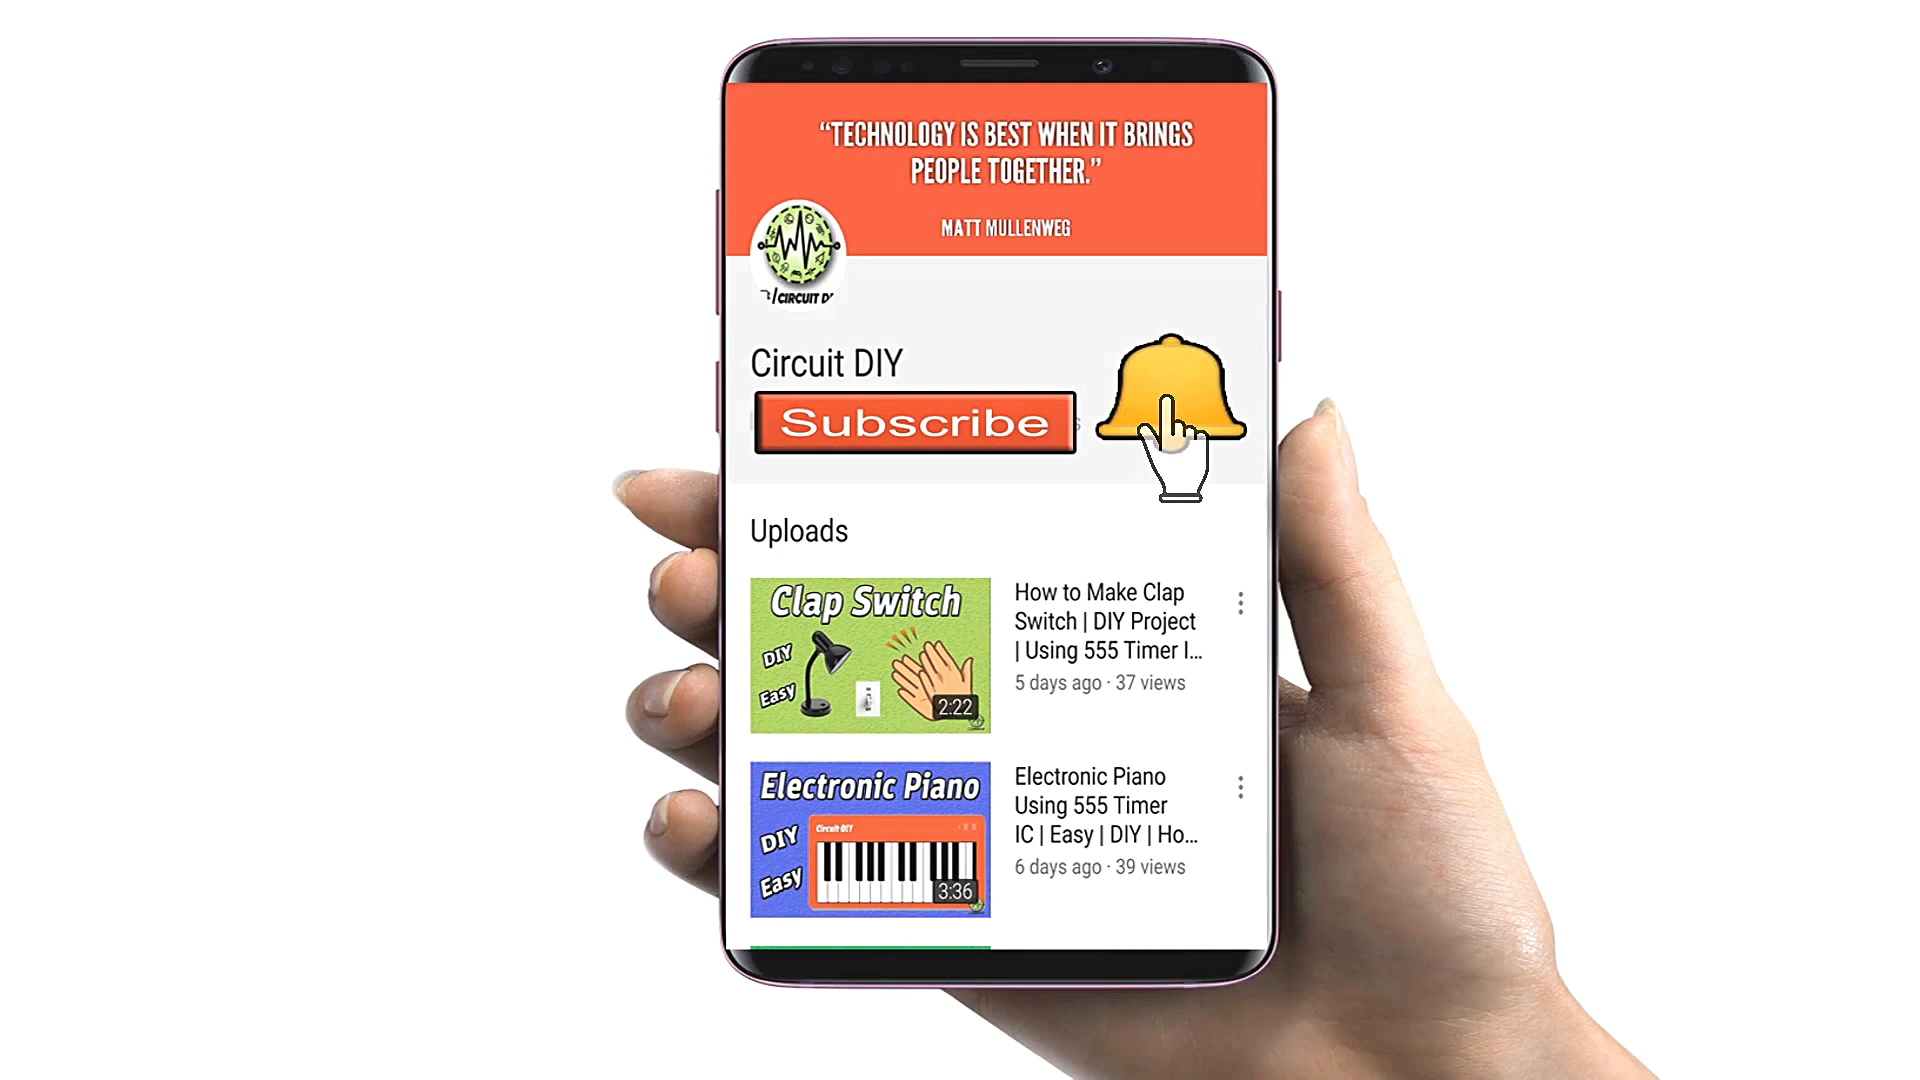 “TECHNOLOGY IS BEST WHEN IT BRINGS
PEOPLE TOGETHER.”
MATT MULLENWEG
/CIRCUIT D
Circuit DIY
Subscribe
Uploads
Clap Switch
DIY
Easy
2:22
How to Make Clap
Switch | DIY Project
| Using 555 Timer I...
5 days ago · 37 views
Electronic Piano
Circuit DIY
DIY
Easy
3:36
Electronic Piano
Using 555 Timer
IC | Easy | DIY | Ho...
6 days ago · 39 views